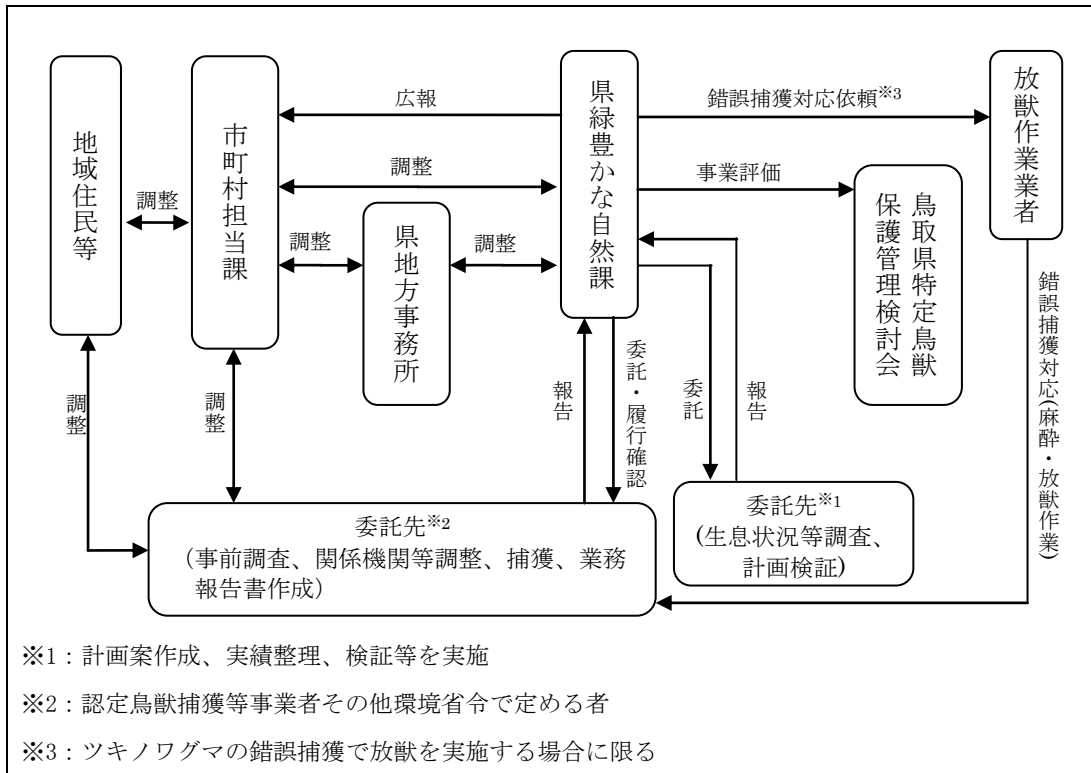 地域住民等
調整
市町村担当課
広報
調整
調整
県地方事務所
調整
県緑豊かな自然課
錯誤捕獲対応依頼※3
放獣作業業者
事業評価
鳥取県特定鳥獣
保護管理検討会
調整
調整
報告
委託・履行確認
委託
報告
錯誤捕獲対応(麻酔・放獣作業)
委託先※2
(事前調査、関係機関等調整、捕獲、業務
報告書作成)
委託先※1
(生息状況等調査、
計画検証)
※1：計画案作成、実績整理、検証等を実施
※2：認定鳥獣捕獲等事業者その他環境省令で定める者
※3：ツキノワグマの錯誤捕獲で放獣を実施する場合に限る